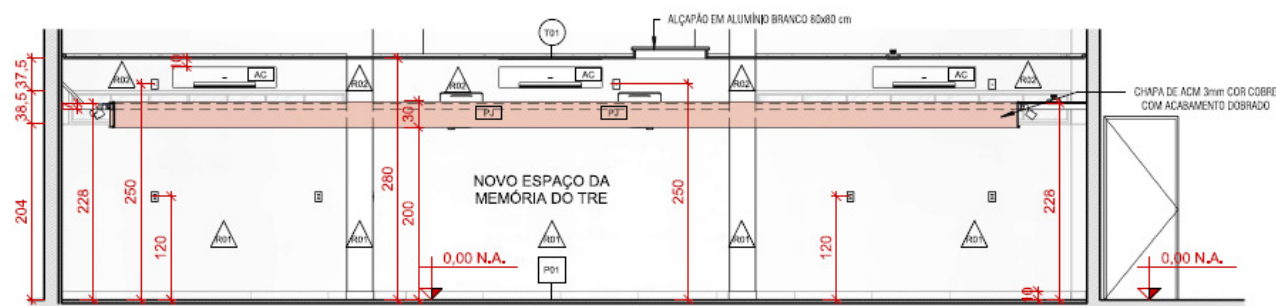 ALÇAPÃO EM ALUMÍNIO BRANCO 80x80 cm
T01
37,5
10
R02
AC
R02
R02
AC
R02
AC
R02
38,5
30
PJ
PJ
CHAPA DE ACM 3mm COR COBRE
COM ACABAMENTO DOBRADO
204
228
250
120
280
200
250
120
228
NOVO ESPAÇO DA
MEMÓRIA DO TRE
R01
R01
R01
R01
R01
0,00 N.A.
P01
10
0,00 N.A.